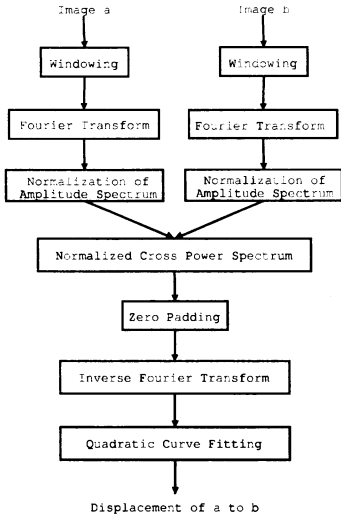 Image a
Image b
Windowing
Windowing
Fourier Transform
Fourier Transform
Normalization of
Amplitude Spectrum
Normalization of
Amplitude Spectrum
Normalized Cross Power Spectrum
Zero Padding
Inverse Fourier Transform
Quadratic Curve Fitting
Displacement of a to b